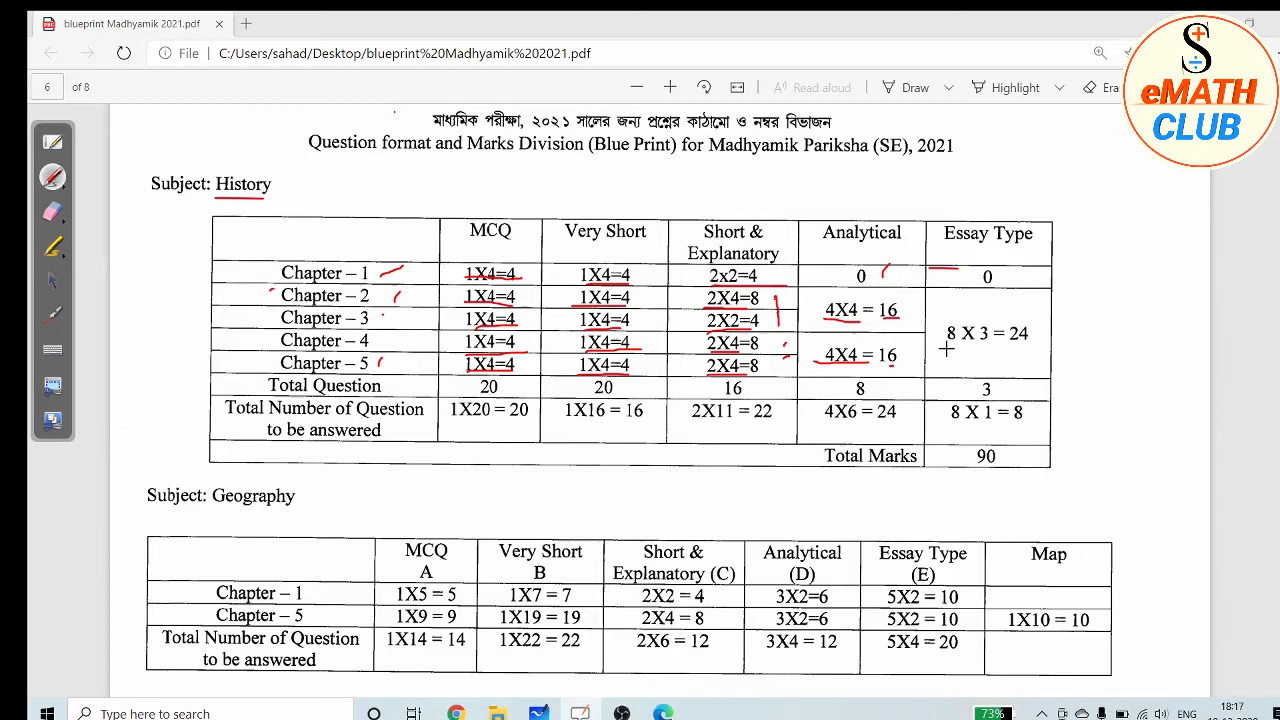 blueprint Madhyamik 2021.pdf
File C:/Users/sahad/Desktop/blueprint%20Madhyamik%202021.pdf
6 of 8 Read aloud Draw Highlight Era
S
eMATH
CLUB
মাধ্যমিক পরীক্ষা, ২০২১ সালের জন্য প্রশ্নের কাঠামো ও নম্বর বিভাজন
Question format and Marks Division (Blue Print) for Madhyamik Pariksha (SE), 2021
Subject: History
MCQ Very Short Short & Analytical Essay Type
Explanatory
Chapter – 1 1X4=4 1X4=4 2x2=4 0 0
Chapter – 2 1X4=4 1X4=4 2X4=8
4X4 = 16
Chapter – 3 1X4=4 1X4=4 2X2=4
8 X 3 = 24
Chapter – 4 1X4=4 1X4=4 2X4=8
4X4 = 16
Chapter – 5 1X4=4 1X4=4 2X4=8
Total Question 20 20 16 8 3
Total Number of Question 1X20 = 20 1X16 = 16 2X11 = 22 4X6 = 24 8 X 1 = 8
to be answered
Total Marks 90
Subject: Geography
MCQ Very Short Short & Analytical Essay Type Map
A B Explanatory (C) (D) (E)
Chapter – 1 1X5 = 5 1X7 = 7 2X2 = 4 3X2=6 5X2 = 10
Chapter – 5 1X9 = 9 1X19 = 19 2X4 = 8 3X2=6 5X2 = 10 1X10 = 10
Total Number of Question 1X14 = 14 1X22 = 22 2X6 = 12 3X4 = 12 5X4 = 20
to be answered
Type here to search 73% ENG 18:17